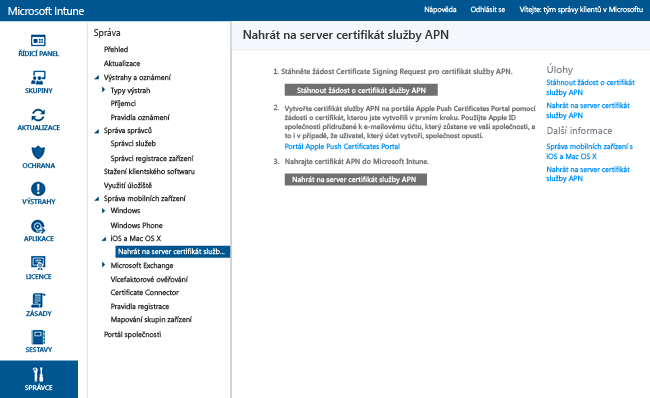 Microsoft Intune
Nápověda
Odhlásit se
Vítejte: tým správy klientů v Microsoftu
ŘÍDICÍ PANEL
SKUPINY
AKTUALIZACE
OCHRANA
VÝSTRAHY
APLIKACE
LICENCE
ZÁSADY
SESTAVY
SPRÁVCE
Správa
Přehled
Aktualizace
Výstrahy a oznámení
Typy výstrah
Příjemci
Pravidla oznámení
Správa správců
Správci služeb
Správci registrace zařízení
Stažení klientského softwaru
Využití úložiště
Správa mobilních zařízení
Windows
Windows Phone
iOS a Mac OS X
Nahrát na server certifikát služb...
Microsoft Exchange
Vícefaktorové ověřování
Certificate Connector
Pravidla registrace
Mapování skupin zařízení
Portál společnosti
Nahrát na server certifikát služby APN
1. Stáhněte žádost Certificate Signing Request pro certifikát služby APN.
Stáhnout žádost o certifikát služby APN
2. Vytvořte certifikát služby APN na portále Apple Push Certificates Portal pomocí
žádosti o certifikát, kterou jste vytvořili v prvním kroku. Použijte Apple ID
společnosti přidružené k e-mailovému účtu, který zůstane ve vaší společnosti, a
to i v případě, že uživatel, který účet vytvoří, společnost opustí.
Portál Apple Push Certificates Portal
3. Nahrajte certifikát APN do Microsoft Intune.
Nahrát na server certifikát služby APN
Úlohy
Stáhnout žádost o certifikát
služby APN
Nahrát na server certifikát
služby APN
Další informace
Správa mobilních zařízení s
iOS a Mac OS X
Nahrát na server certifikát
služby APN